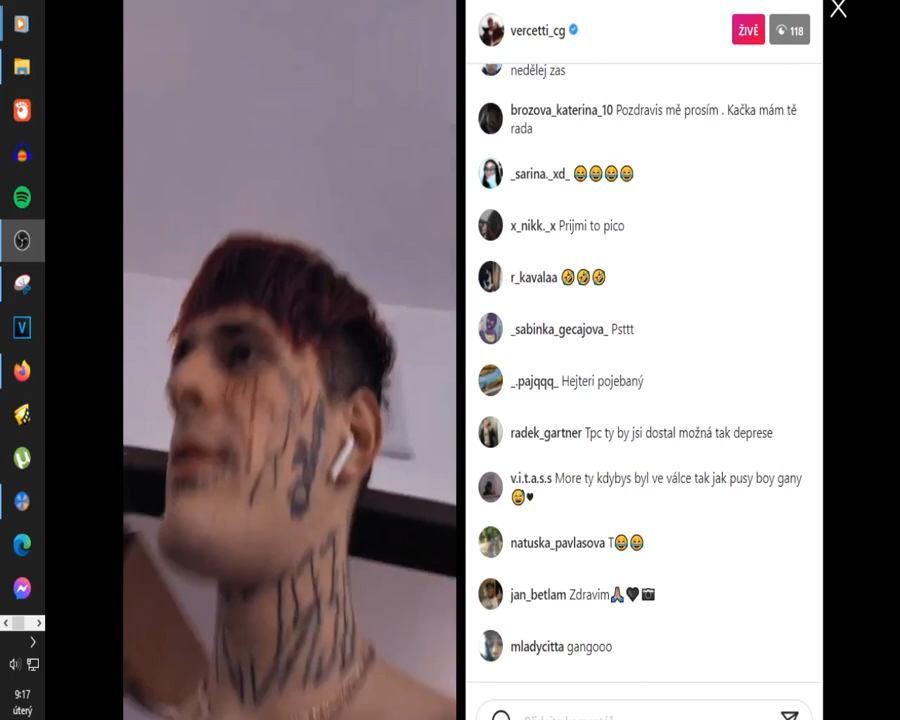 vercetti_cg
ŽIVĚ
118
nedělej zas
brozova_katerina_10 Pozdravis mě prosím . Kačka mám tě
rada
_sarina._xd_ 😂😂😂😂
x_nikk._x Prijmi to pico
r_kavalaa 🤣🤣🤣
_sabinka_gecajova_ Psttt
_.pajqqq_ Hejteri pojebaný
radek_gartner Tpc ty by jsi dostal možná tak deprese
v.i.t.a.s.s More ty kdybys byl ve válce tak jak pusy boy gany
😅♥
natuska_pavlasova T😂😂
jan_betlam Zdravim🙏🏽🖤📷
mladycitta gangooo
V
9:17
úterý